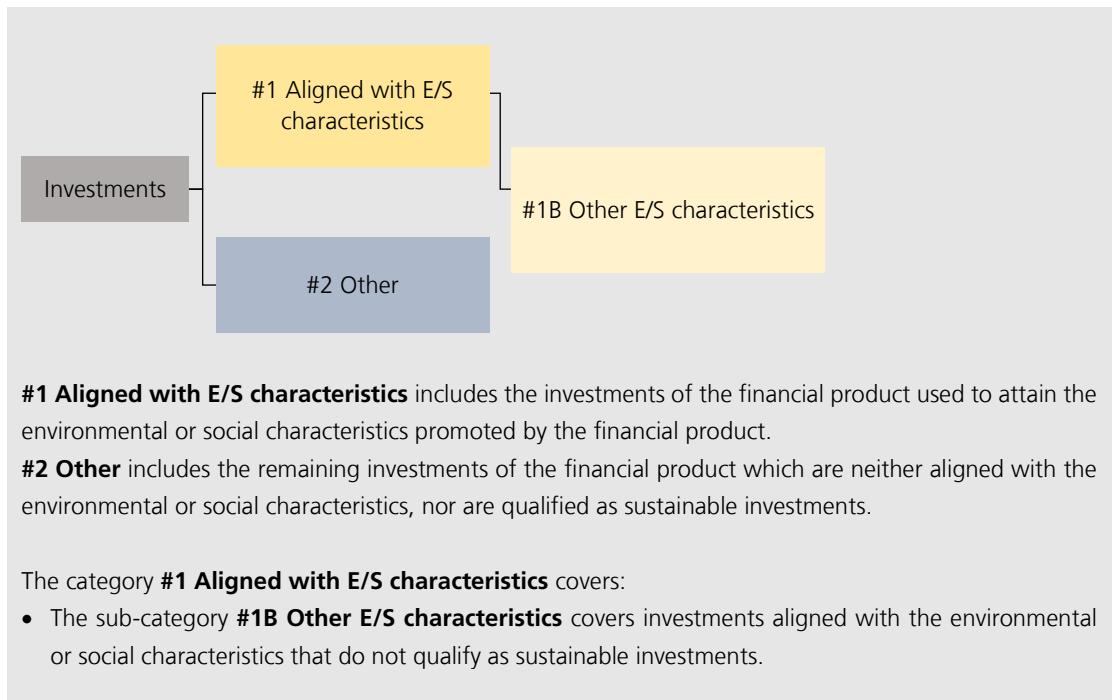 #1 Aligned with E/S
characteristics
Investments
#1B Other E/S characteristics
#2 Other
#1 Aligned with E/S characteristics includes the investments of the financial product used to attain the
environmental or social characteristics promoted by the financial product.
#2 Other includes the remaining investments of the financial product which are neither aligned with the
environmental or social characteristics, nor are qualified as sustainable investments.
The category #1 Aligned with E/S characteristics covers:
• The sub-category #1B Other E/S characteristics covers investments aligned with the environmental
or social characteristics that do not qualify as sustainable investments.